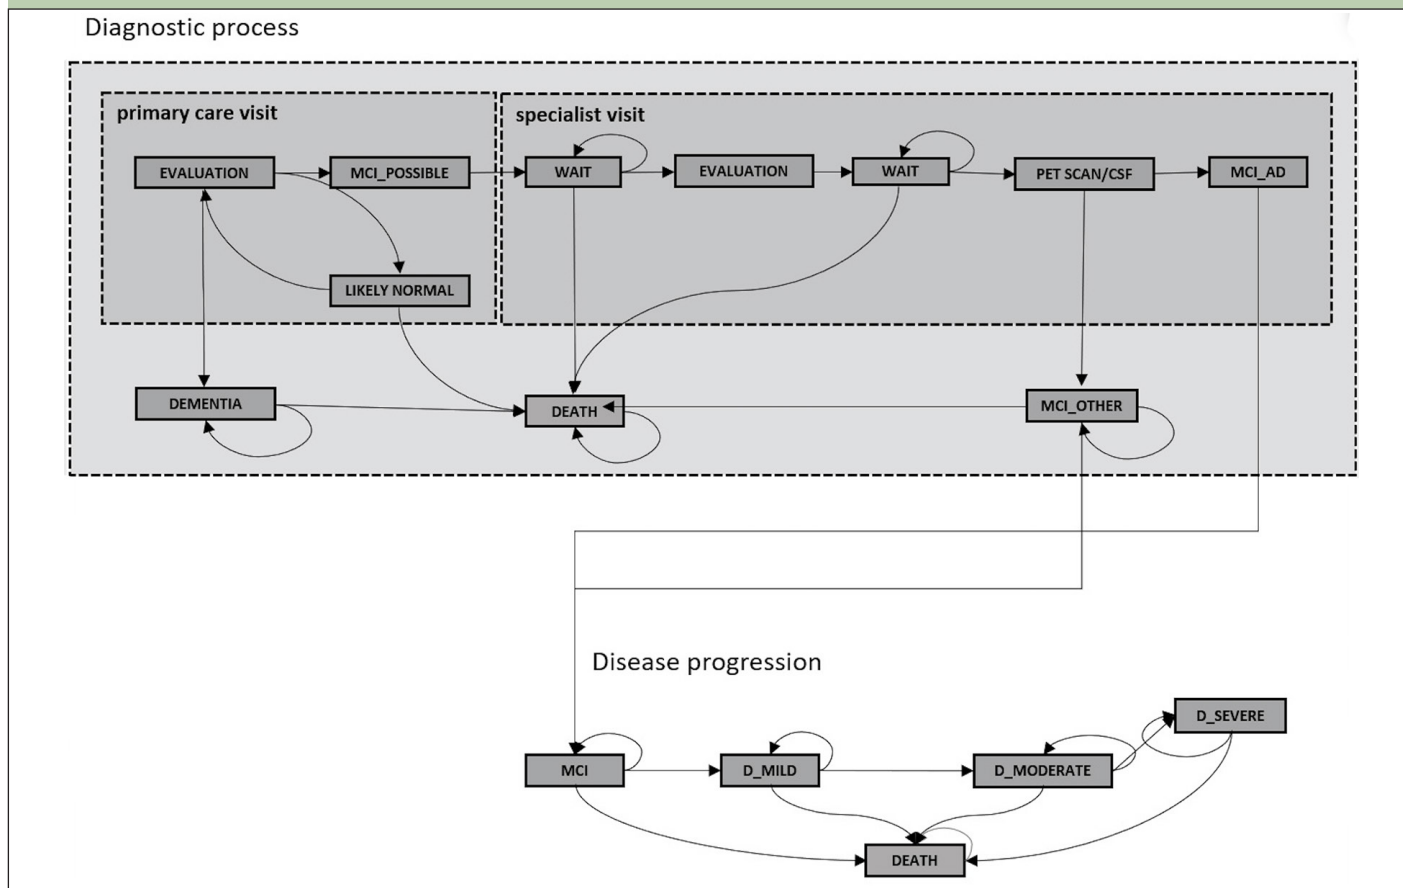 Diagnostic process
primary care visit
specialist visit
EVALUATION
MCI_POSSIBLE
WAIT
EVALUATION
WAIT
PET SCAN/CSF
MCI_AD
LIKELY NORMAL
DEMENTIA
DEATH
MCI_OTHER
Disease progression
D_SEVERE
MCI
D_MILD
D_MODERATE
DEATH